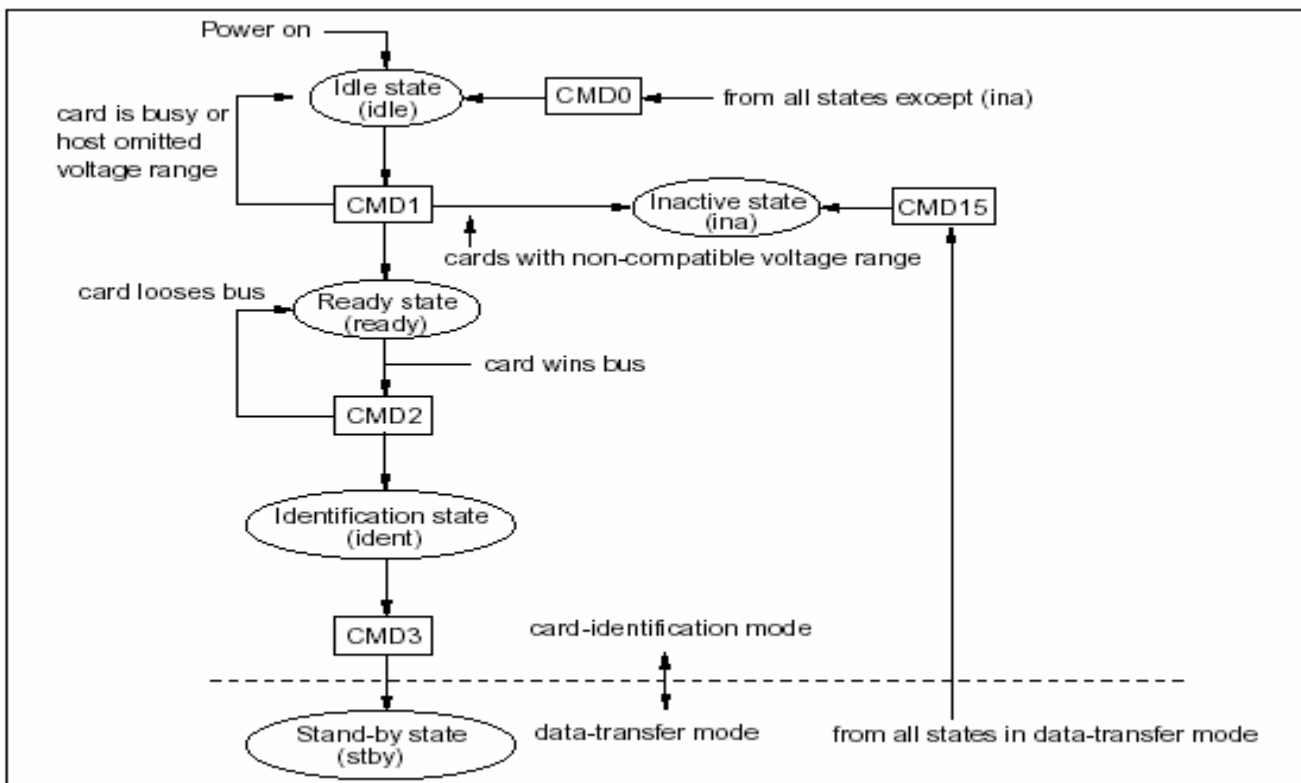 Power on
Idle state
(idle)
CMD0
from all states except (ina)
card is busy or
host omitted
voltage range
CMD1
Inactive state
(ina)
CMD15
cards with non-compatible voltage range
card looses bus
Ready state
(ready)
card wins bus
CMD2
Identification state
(ident)
CMD3
card-identification mode
Stand-by state
(stby)
data-transfer mode
from all states in data-transfer mode